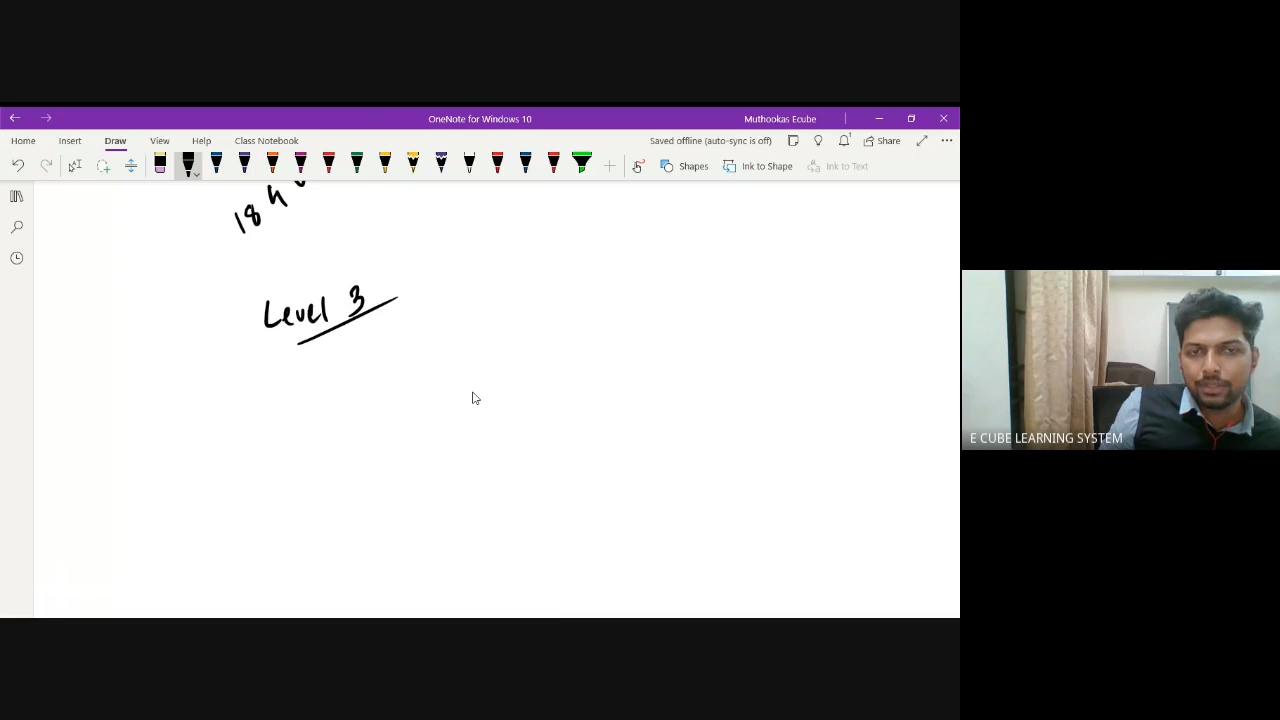 OneNote for Windows 10
Muthookas Ecube
Home Insert Draw View Help Class Notebook
Saved offline (auto-sync is off)
Share
Shapes
Ink to Shape
Ink to Text
18 h
Level 3
E CUBE LEARNING SYSTEM